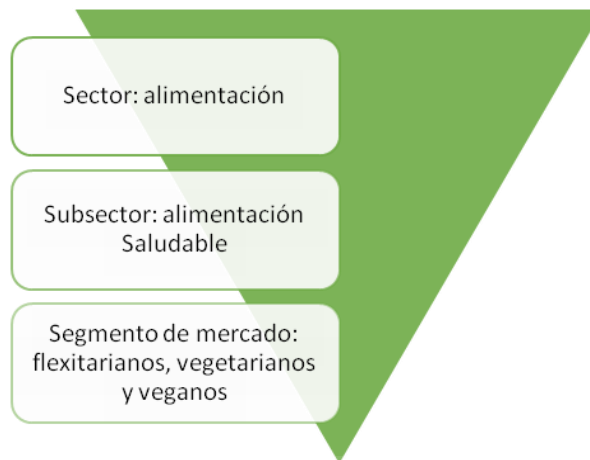 Sector: alimentación
Subsector: alimentación
Saludable
Segmento de mercado:
flexitarianos, vegetarianos
y veganos